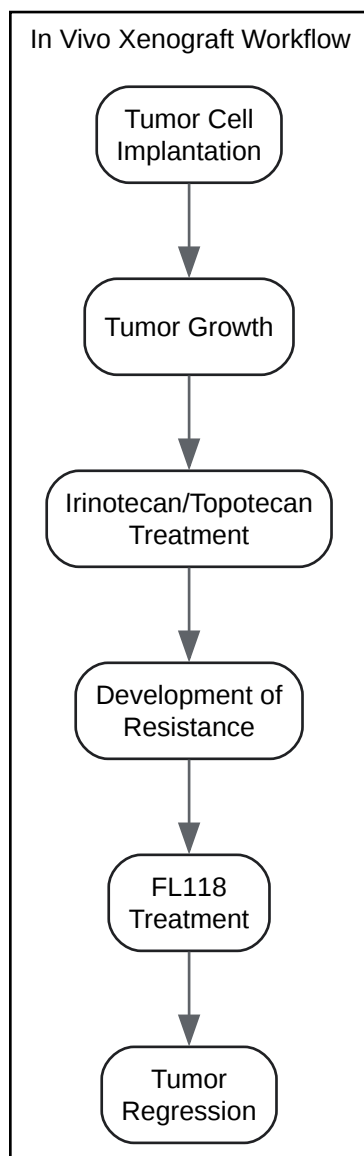 In Vivo Xenograft Workflow
Tumor Cell
Implantation
Tumor Growth
Irinotecan/Topotecan
Treatment
Development of
Resistance
FL118
Treatment
Tumor
Regression